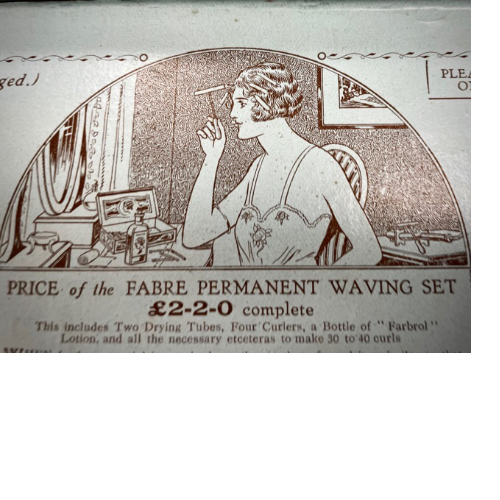 ged.)
PLEA
O
PRICE of the FABRE PERMANENT WAVING SET
£2-2-0 complete
This includes Two Drying Tubes, Four Curlers, a Bottle of "Farbrol"
Lotion, and all the necessary etceteras to make 30 to 40 curls